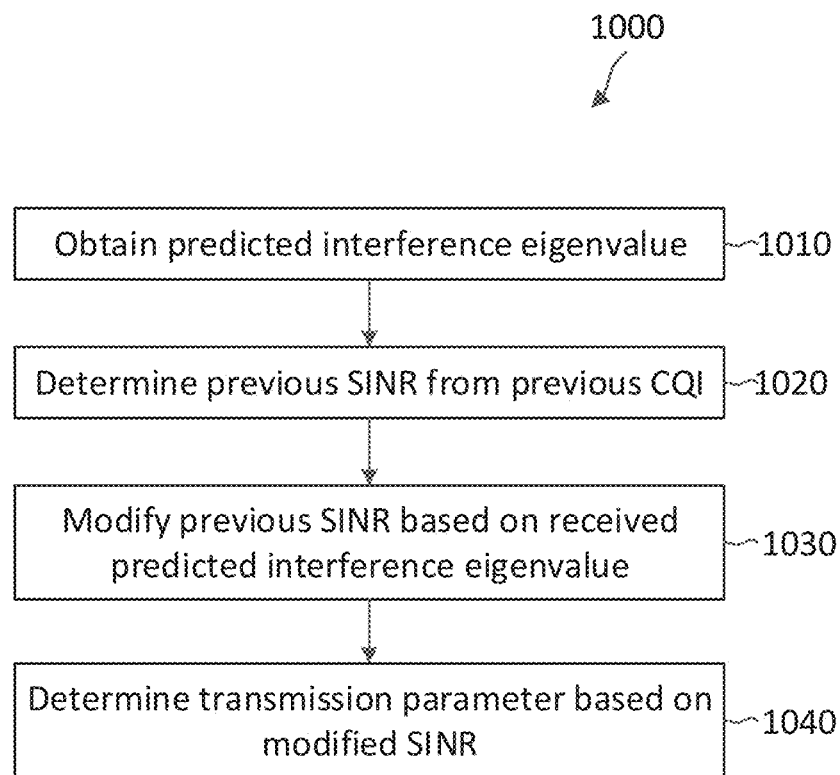 1000
Obtain predicted interference eigenvalue
1010
Determine previous SINR from previous CQI
1020
Modify previous SINR based on received
predicted interference eigenvalue
1030
Determine transmission parameter based on
modified SINR
1040